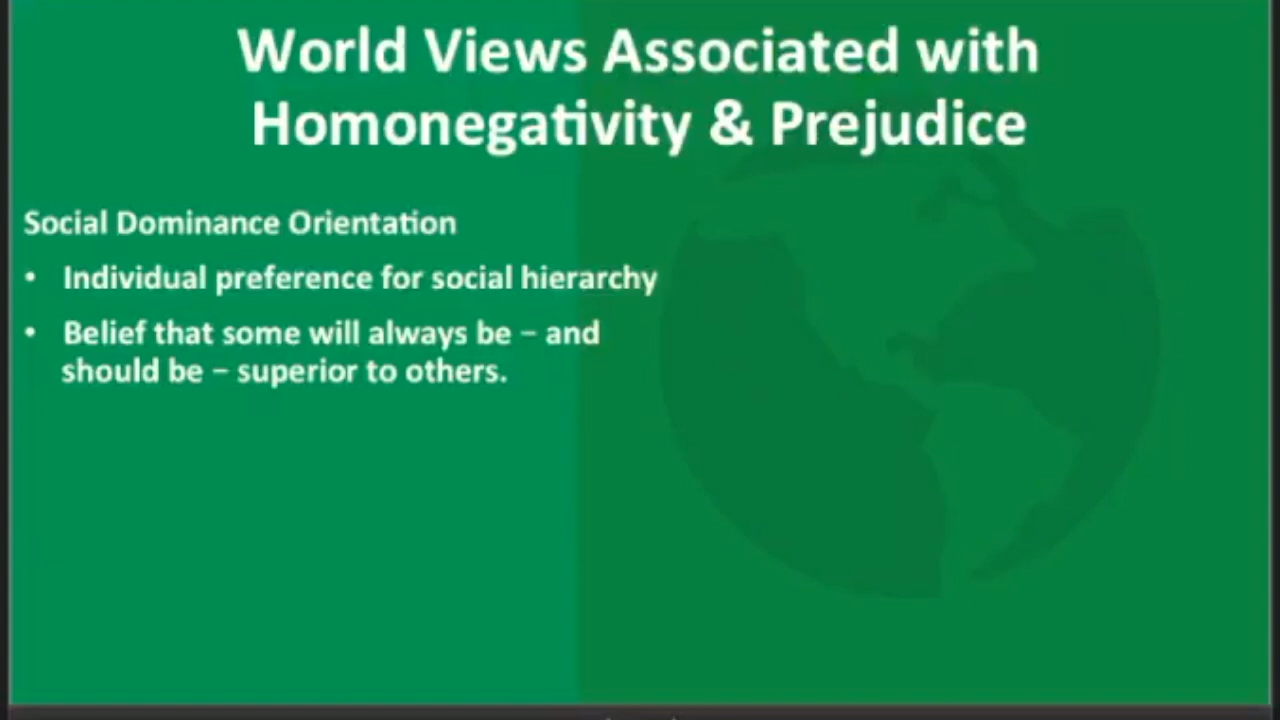 World Views Associated with
Homonegativity & Prejudice
Social Dominance Orientation
• Individual preference for social hierarchy
• Belief that some will always be – and
should be – superior to others.